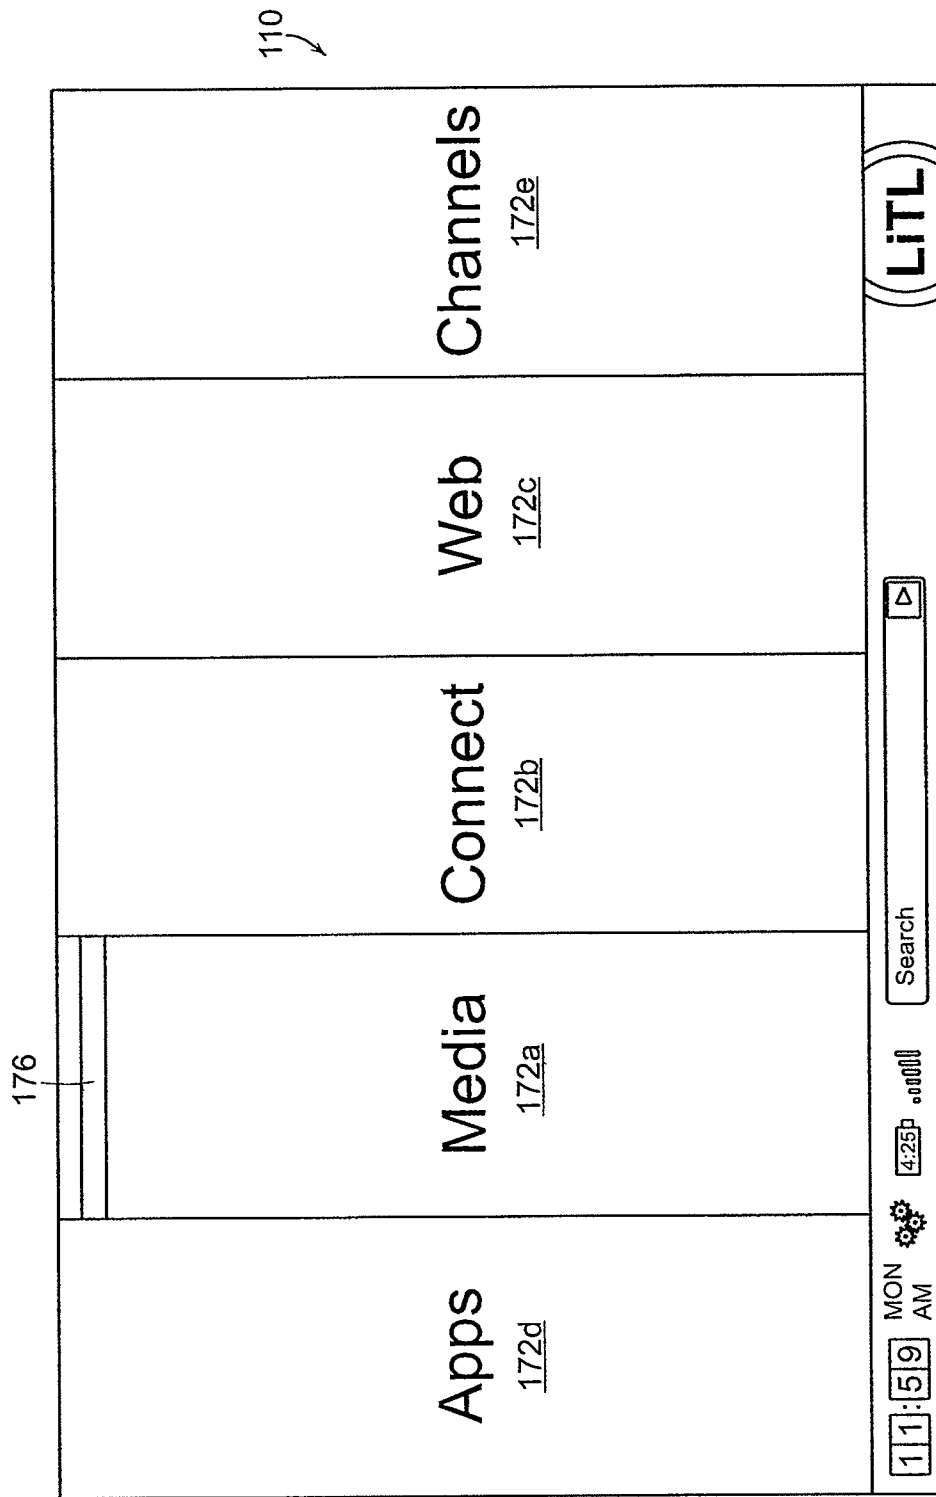 110
176
Apps
172d
Media
172a
Connect
172b
Web
172c
Channels
172e
11:59
MON
AM
4:25
Search
LiTL